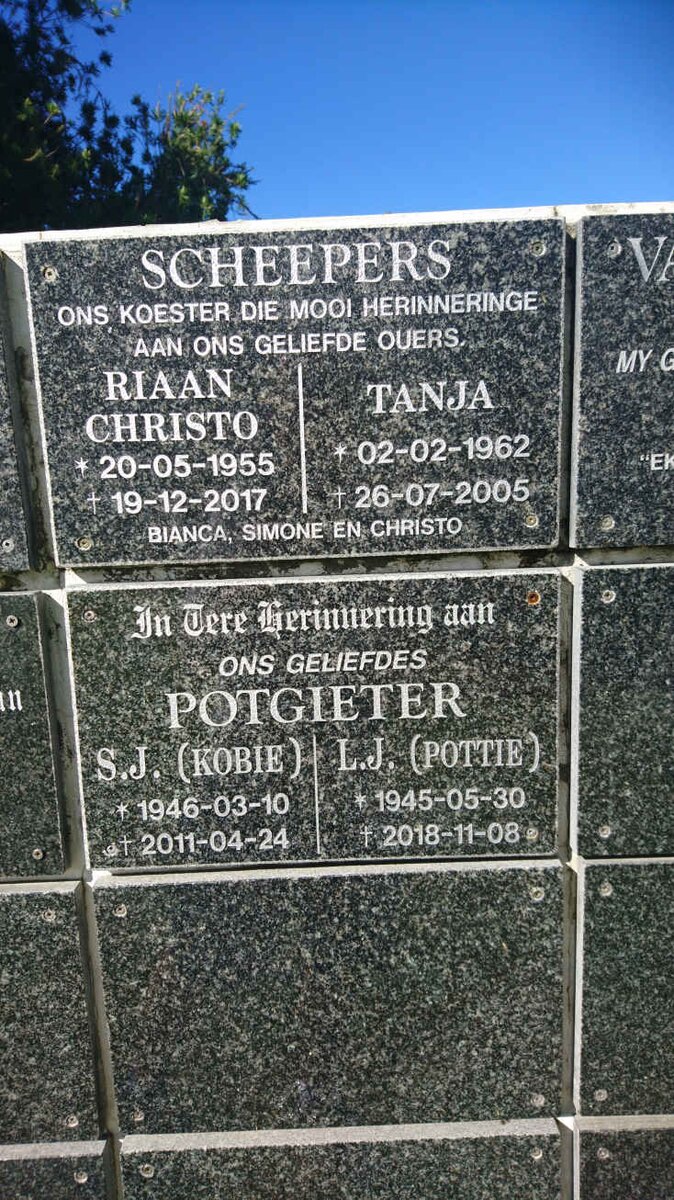 SCHEEPERS
ONS KOESTER DIE MOOI HERINNERINGE
AAN ONS GELIEFDE OUERS.
RIAAN
CHRISTO
* 20-05-1955
† 19-12-2017
TANJA
* 02-02-1962
† 26-07-2005
BIANCA, SIMONE EN CHRISTO
In Tere Herinnering aan
ONS GELIEFDES
POTGIETER
S.J. (KOBIE)
* 1946-03-10
† 2011-04-24
L.J. (POTTIE)
* 1945-05-30
† 2018-11-08
VA
MY G
"EK